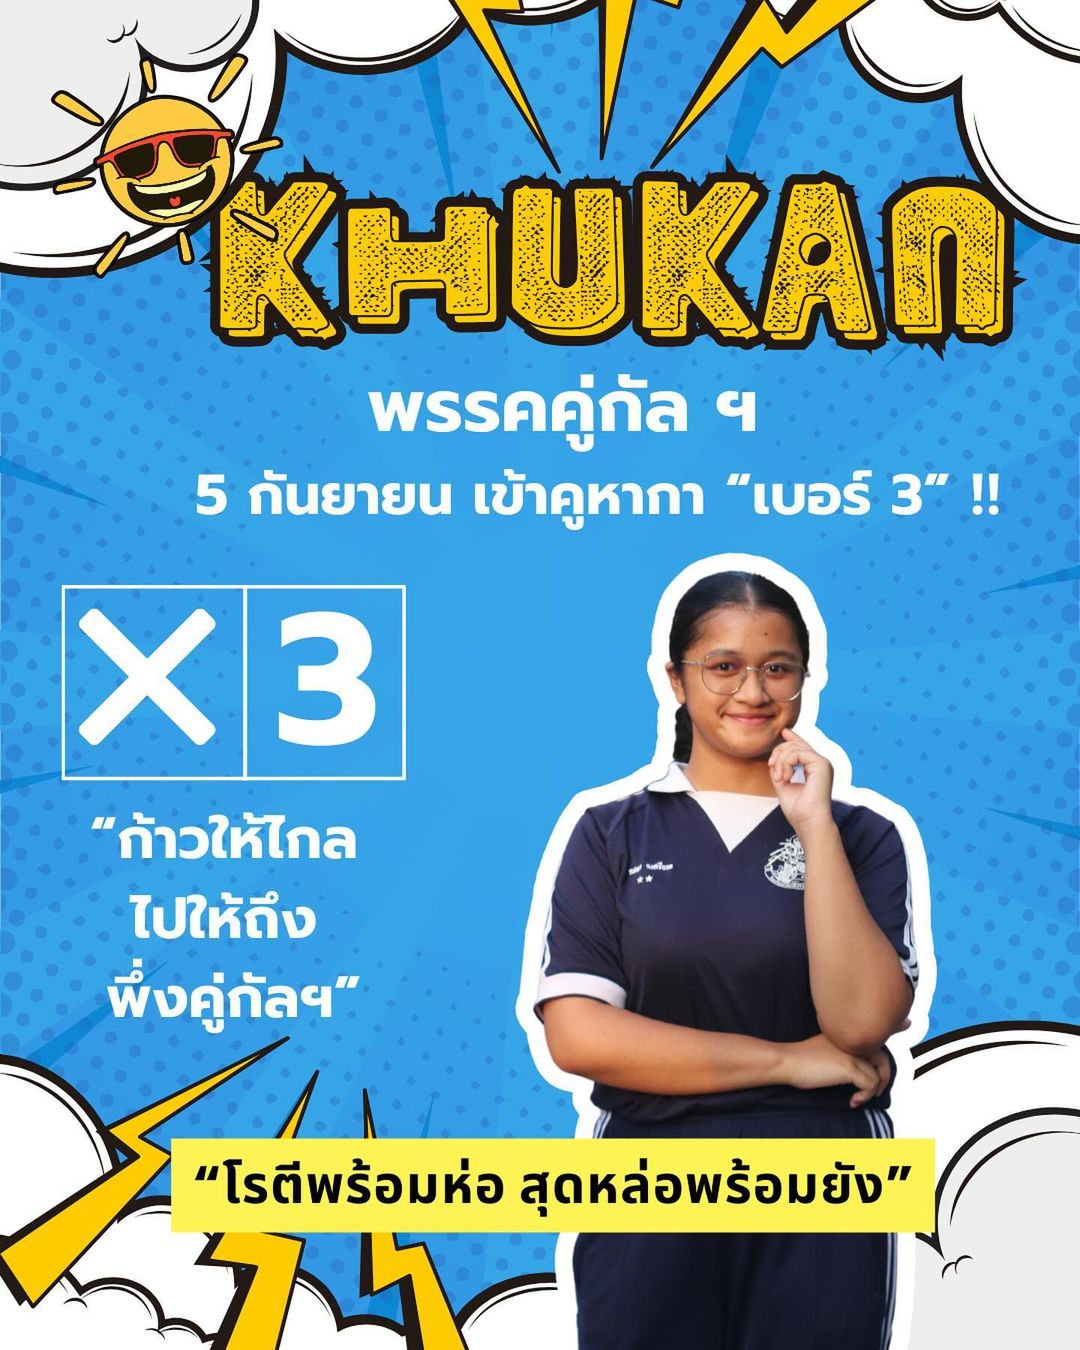 KHUKAN
พรรคคู่กัล ฯ
5 กันยายน เข้าคูหากา “เบอร์ 3” !!
X 3
“ก้าวให้ไกล
ไปให้ถึง
พึ่งคู่กัลฯ”
“โรตีพร้อมห่อ สุดหล่อพร้อมยัง”